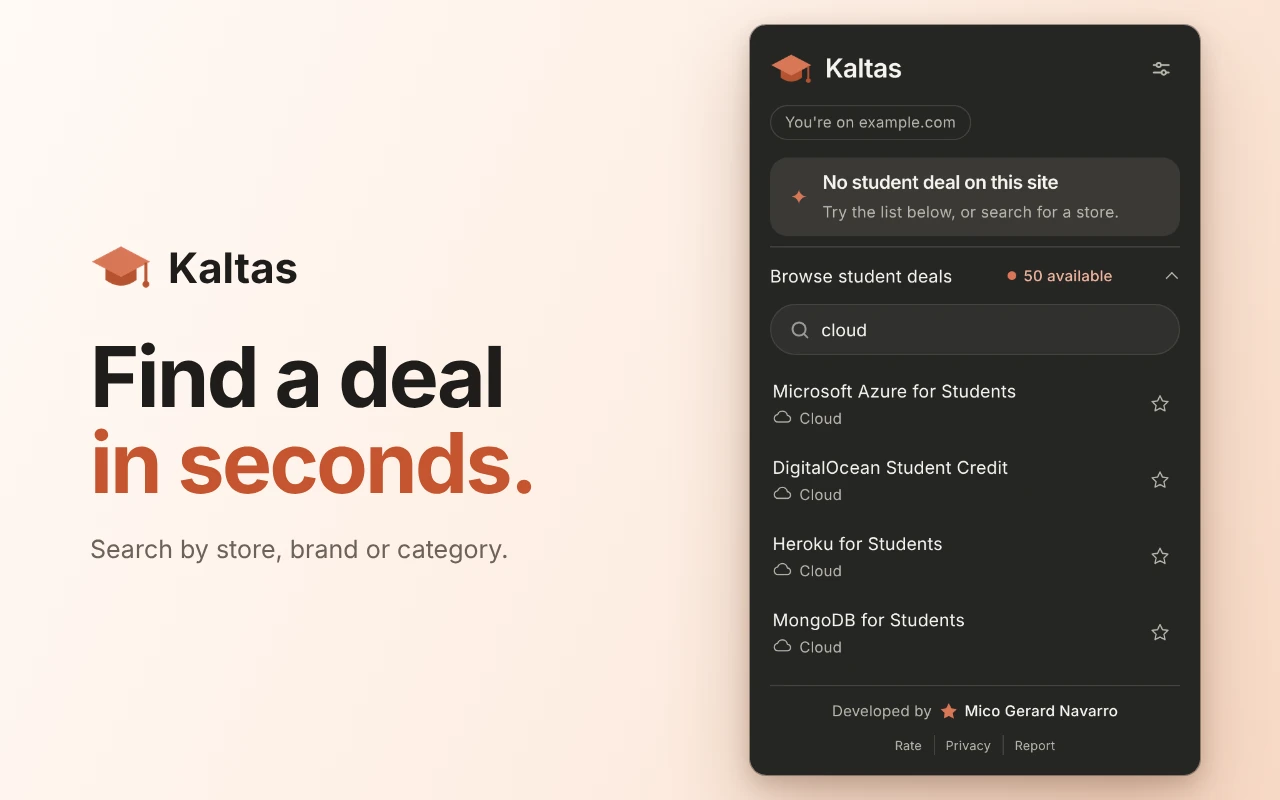 Kaltas
Find a deal
in seconds.
Search by store, brand or category.
Kaltas
You're on example.com
No student deal on this site
Try the list below, or search for a store.
Browse student deals
50 available
cloud
Microsoft Azure for Students
Cloud
DigitalOcean Student Credit
Cloud
Heroku for Students
Cloud
MongoDB for Students
Cloud
Developed by Mico Gerard Navarro
Rate
Privacy
Report